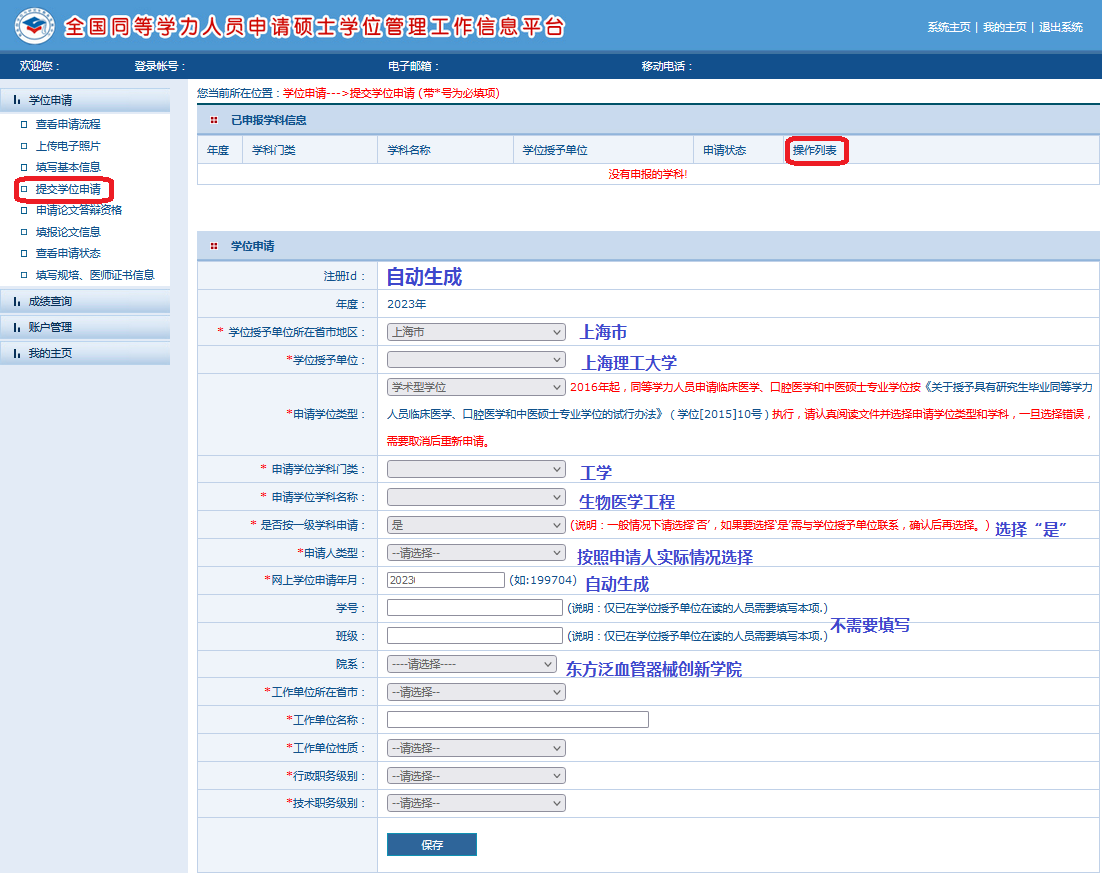 全国同等学力人员申请硕士学位管理工作信息平台
系统主页 | 我的主页 | 退出系统
欢迎您： 登录帐号： 电子邮箱： 移动电话：
学位申请
查看申请流程
上传电子照片
填写基本信息
提交学位申请
申请论文答辩资格
填报论文信息
查看申请状态
填写规培、医师证书信息
成绩查询
账户管理
我的主页
您当前所在位置：学位申请--->提交学位申请 (带*号为必填项)
已申报学科信息
年度 学科门类 学科名称 学位授予单位 申请状态 操作列表
没有申报的学科!
学位申请
注册Id： 自动生成
年度： 2023年
* 学位授予单位所在省市地区： 上海市 上海市
*学位授予单位： 上海理工大学
*申请学位类型： 学术型学位 2016年起，同等学力人员申请临床医学、口腔医学和中医硕士专业学位按《关于授予具有研究生毕业同等学力
人员临床医学、口腔医学和中医硕士专业学位的试行办法》（学位[2015]10号）执行，请认真阅读文件并选择申请学位类型和学科，一旦选择错误，
需要取消后重新申请。
* 申请学位学科门类： 工学
* 申请学位学科名称： 生物医学工程
* 是否按一级学科申请： 是 (说明：一般情况下请选择'否'，如果要选择'是'需与学位授予单位联系，确认后再选择。) 选择“是”
*申请人类型： --请选择-- 按照申请人实际情况选择
*网上学位申请年月： 2023 (如:199704) 自动生成
学号： (说明：仅已在学位授予单位在读的人员需要填写本项.)
不需要填写
班级： (说明：仅已在学位授予单位在读的人员需要填写本项.)
院系： ----请选择---- 东方泛血管器械创新学院
*工作单位所在省市： --请选择--
*工作单位名称：
*工作单位性质： --请选择--
*行政职务级别： --请选择--
*技术职务级别： --请选择--
保存